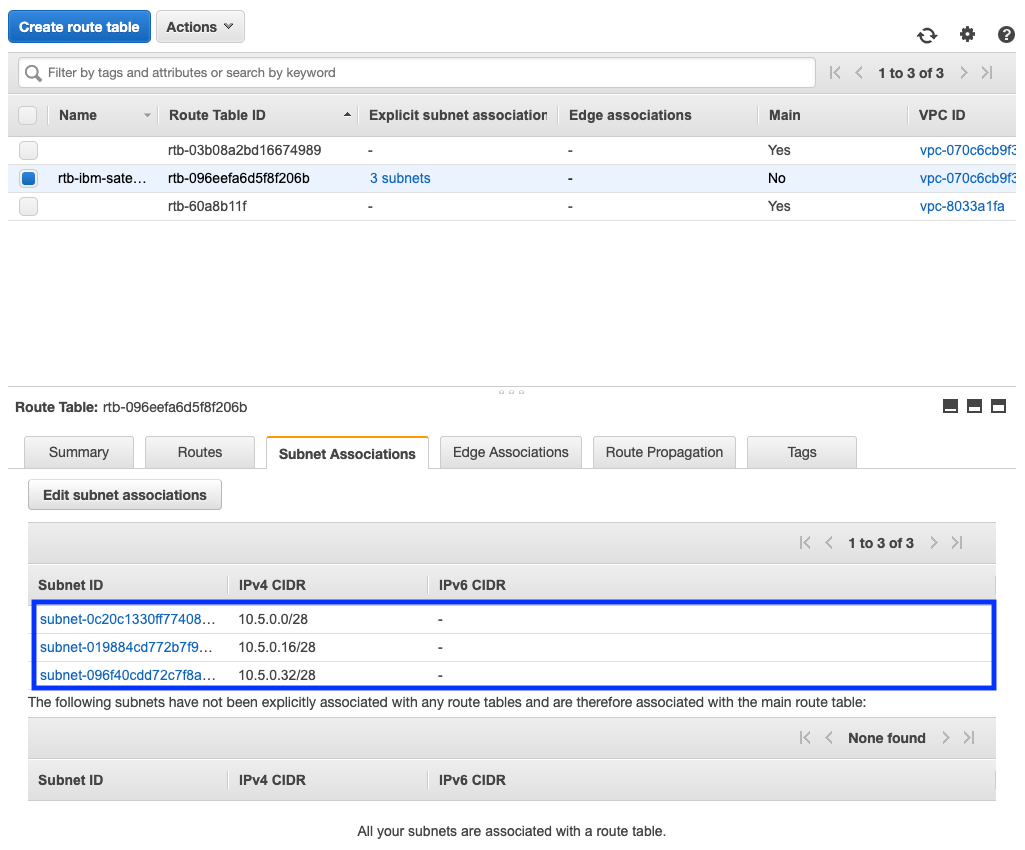 Create route table Actions
Filter by tags and attributes or search by keyword 1 to 3 of 3
Name Route Table ID Explicit subnet association Edge associations Main VPC ID
rtb-03b08a2bd16674989 - - Yes vpc-070c6cb9f3
rtb-ibm-sate… rtb-096eefa6d5f8f206b 3 subnets - No vpc-070c6cb9f3
rtb-60a8b11f - - Yes vpc-8033a1fa
Route Table: rtb-096eefa6d5f8f206b
Summary Routes Subnet Associations Edge Associations Route Propagation Tags
Edit subnet associations
1 to 3 of 3
Subnet ID IPv4 CIDR IPv6 CIDR
subnet-0c20c1330ff77408… 10.5.0.0/28 -
subnet-019884cd772b7f9… 10.5.0.16/28 -
subnet-096f40cdd72c7f8a… 10.5.0.32/28 -
The following subnets have not been explicitly associated with any route tables and are therefore associated with the main route table:
None found
Subnet ID IPv4 CIDR IPv6 CIDR
All your subnets are associated with a route table.